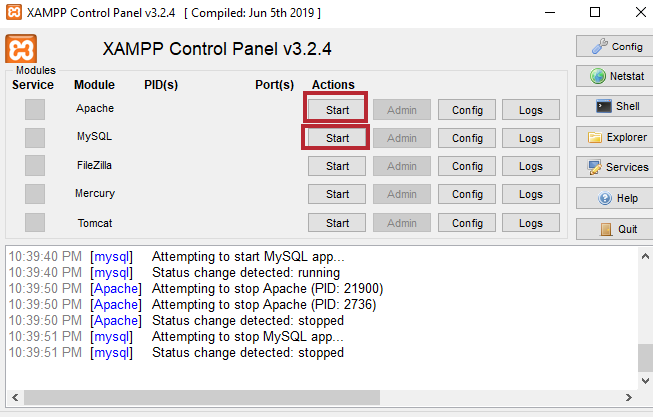 XAMPP Control Panel v3.2.4 [ Compiled: Jun 5th 2019 ]
XAMPP Control Panel v3.2.4
Config
Modules
Service Module PID(s) Port(s) Actions
Netstat
Apache Start Admin Config Logs
Shell
MySQL Start Admin Config Logs
Explorer
FileZilla Start Admin Config Logs
Services
Mercury Start Admin Config Logs
Help
Tomcat Start Admin Config Logs
Quit
10:39:40 PM [mysql] Attempting to start MySQL app...
10:39:40 PM [mysql] Status change detected: running
10:39:50 PM [Apache] Attempting to stop Apache (PID: 21900)
10:39:50 PM [Apache] Attempting to stop Apache (PID: 2736)
10:39:50 PM [Apache] Status change detected: stopped
10:39:51 PM [mysql] Attempting to stop MySQL app...
10:39:51 PM [mysql] Status change detected: stopped